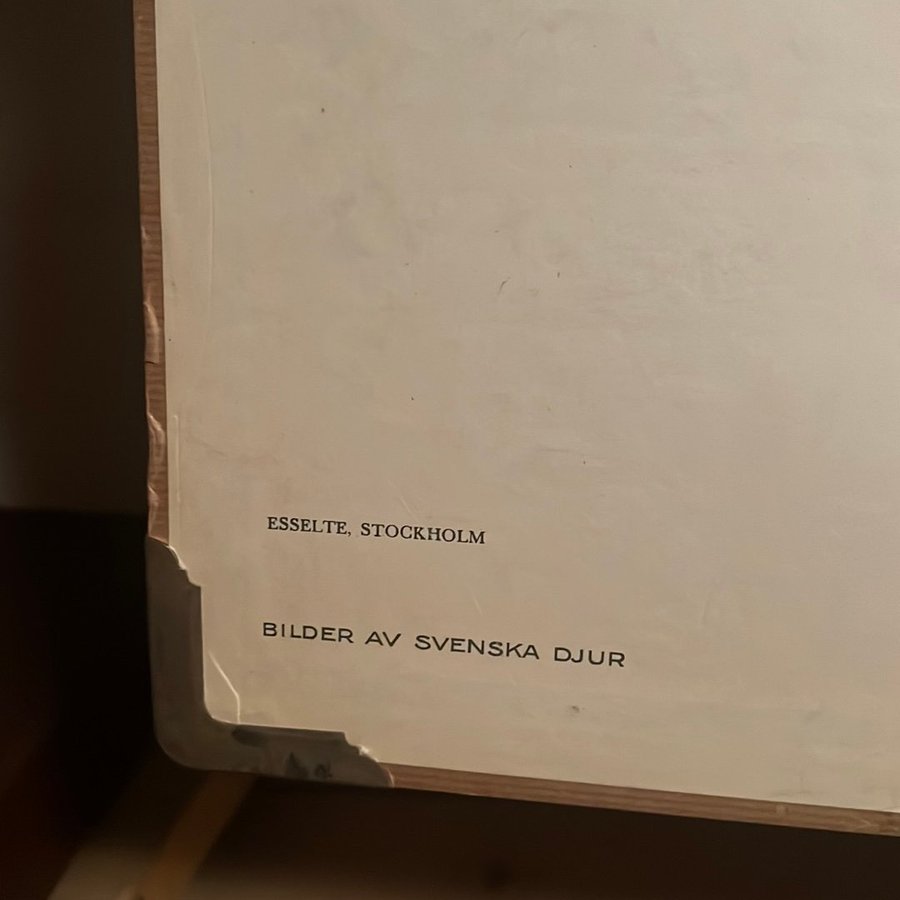 ESSELTE, STOCKHOLM
BILDER AV SVENSKA DJUR